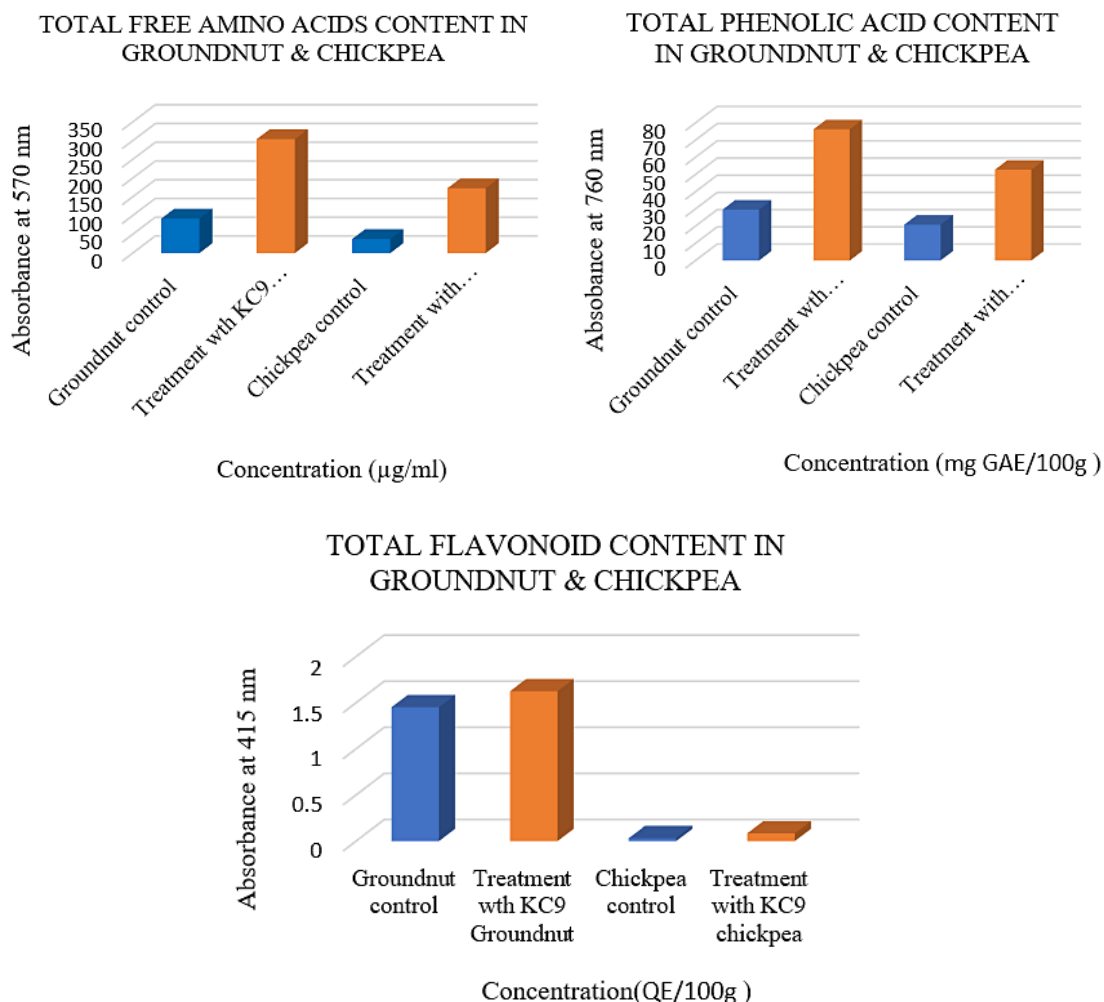 TOTAL FREE AMINO ACIDS CONTENT IN
GROUNDNUT & CHICKPEA
Absorbance at 570 nm
350
300
250
200
150
100
50
0
Groundnut control
Treatment wth KC9…
Chickpea control
Treatment with…
Concentration (µg/ml)
TOTAL PHENOLIC ACID CONTENT
IN GROUNDNUT & CHICKPEA
Absobance at 760 nm
80
70
60
50
40
30
20
10
0
Groundnut control
Treatment wth…
Chickpea control
Treatment with…
Concentration (mg GAE/100g )
TOTAL FLAVONOID CONTENT IN
GROUNDNUT & CHICKPEA
Absorbance at 415 nm
2
1.5
1
0.5
0
Groundnut
control
Treatment
wth KC9
Groundnut
Chickpea
control
Treatment
with KC9
chickpea
Concentration(QE/100g )